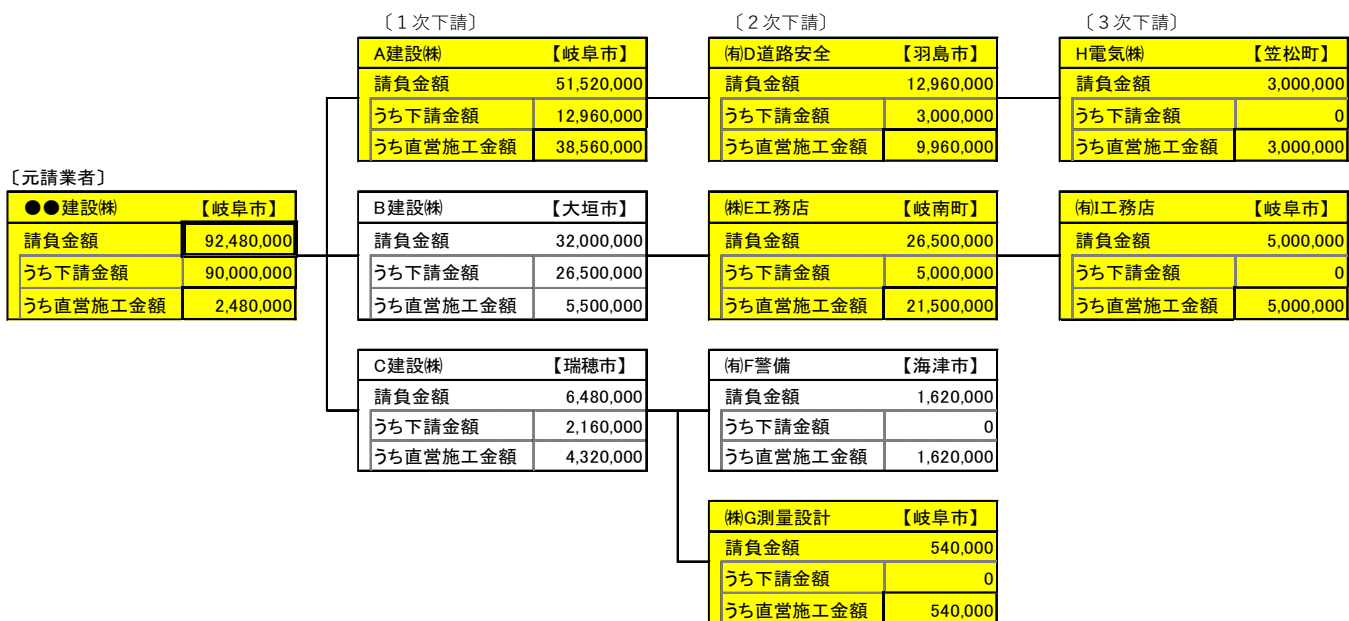 〔１次下請〕 〔２次下請〕 〔３次下請〕
A建設㈱ 【岐阜市】 ㈲D道路安全 【羽島市】 H電気㈱ 【笠松町】
請負金額 51,520,000 請負金額 12,960,000 請負金額 3,000,000
うち下請金額 12,960,000 うち下請金額 3,000,000 うち下請金額 0
うち直営施工金額 38,560,000 うち直営施工金額 9,960,000 うち直営施工金額 3,000,000
〔元請業者〕
●●建設㈱ 【岐阜市】 B建設㈱ 【大垣市】 ㈱E工務店 【岐南町】 ㈲I工務店 【岐阜市】
請負金額 92,480,000 請負金額 32,000,000 請負金額 26,500,000 請負金額 5,000,000
うち下請金額 90,000,000 うち下請金額 26,500,000 うち下請金額 5,000,000 うち下請金額 0
うち直営施工金額 2,480,000 うち直営施工金額 5,500,000 うち直営施工金額 21,500,000 うち直営施工金額 5,000,000
C建設㈱ 【瑞穂市】 ㈲F警備 【海津市】
請負金額 6,480,000 請負金額 1,620,000
うち下請金額 2,160,000 うち下請金額 0
うち直営施工金額 4,320,000 うち直営施工金額 1,620,000
㈱G測量設計 【岐阜市】
請負金額 540,000
うち下請金額 0
うち直営施工金額 540,000